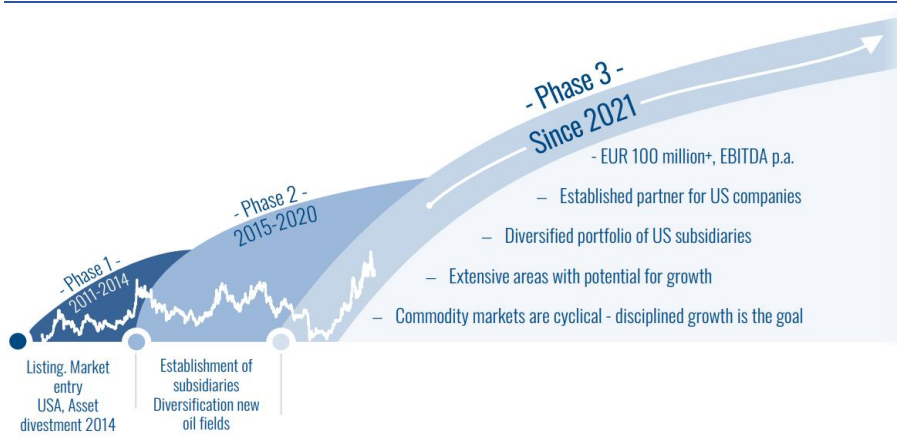 - Phase 1 -
2011-2014
- Phase 2 -
2015-2020
- Phase 3 -
Since 2021
- EUR 100 million+, EBITDA p.a.
– Established partner for US companies
– Diversified portfolio of US subsidiaries
– Extensive areas with potential for growth
– Commodity markets are cyclical - disciplined growth is the goal
Listing. Market
entry
USA, Asset
divestment 2014
Establishment of
subsidiaries
Diversification new
oil fields